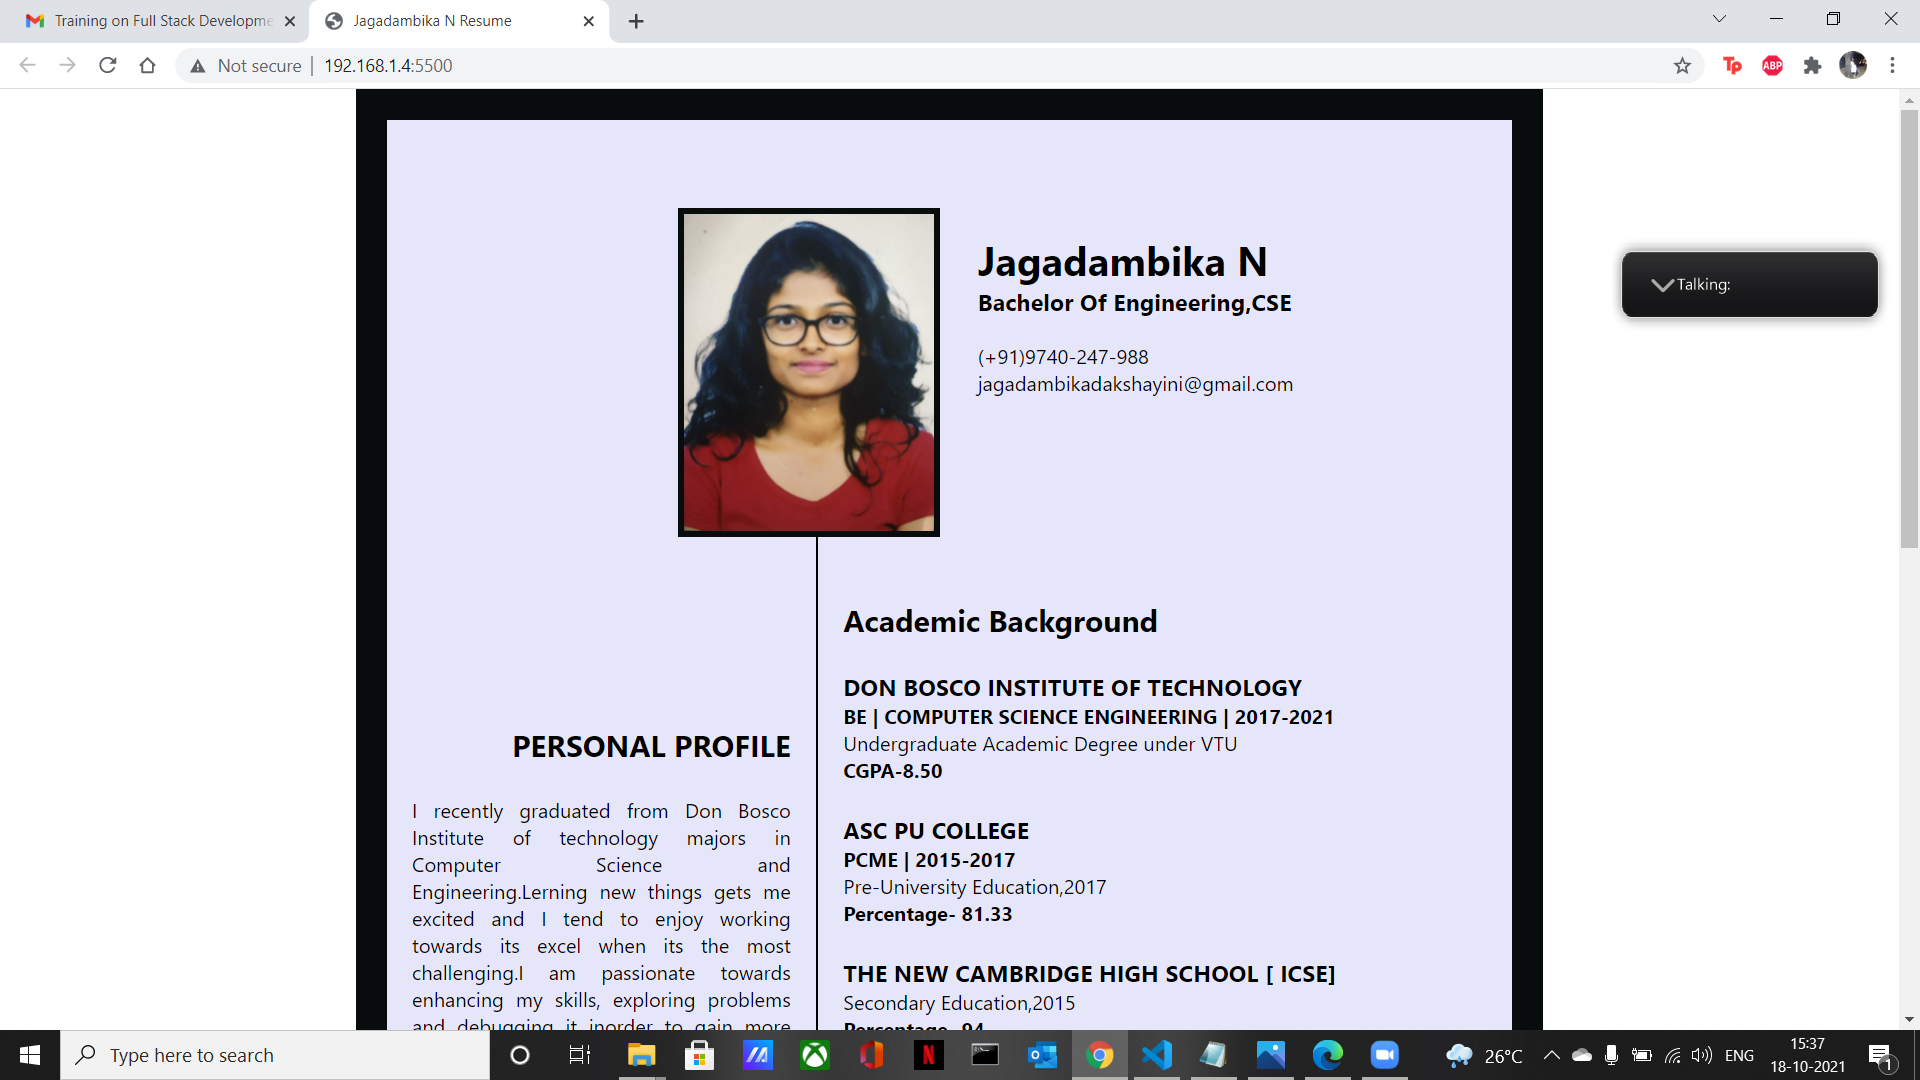 Training on Full Stack Developme
Jagadambika N Resume
Not secure | 192.168.1.4:5500
Tp
ABP
Jagadambika N
Bachelor Of Engineering,CSE
(+91)9740-247-988
jagadambikadakshayini@gmail.com
Talking:
Academic Background
DON BOSCO INSTITUTE OF TECHNOLOGY
BE | COMPUTER SCIENCE ENGINEERING | 2017-2021
Undergraduate Academic Degree under VTU
CGPA-8.50
ASC PU COLLEGE
PCME | 2015-2017
Pre-University Education,2017
Percentage- 81.33
THE NEW CAMBRIDGE HIGH SCHOOL [ ICSE]
Secondary Education,2015
Percentage- 94
PERSONAL PROFILE
I recently graduated from Don Bosco
Institute of technology majors in
Computer Science and
Engineering.Lerning new things gets me
excited and I tend to enjoy working
towards its excel when its the most
challenging.I am passionate towards
enhancing my skills, exploring problems
and debugging it inorder to gain more
Type here to search
N
26°C
ENG
15:37
18-10-2021
1